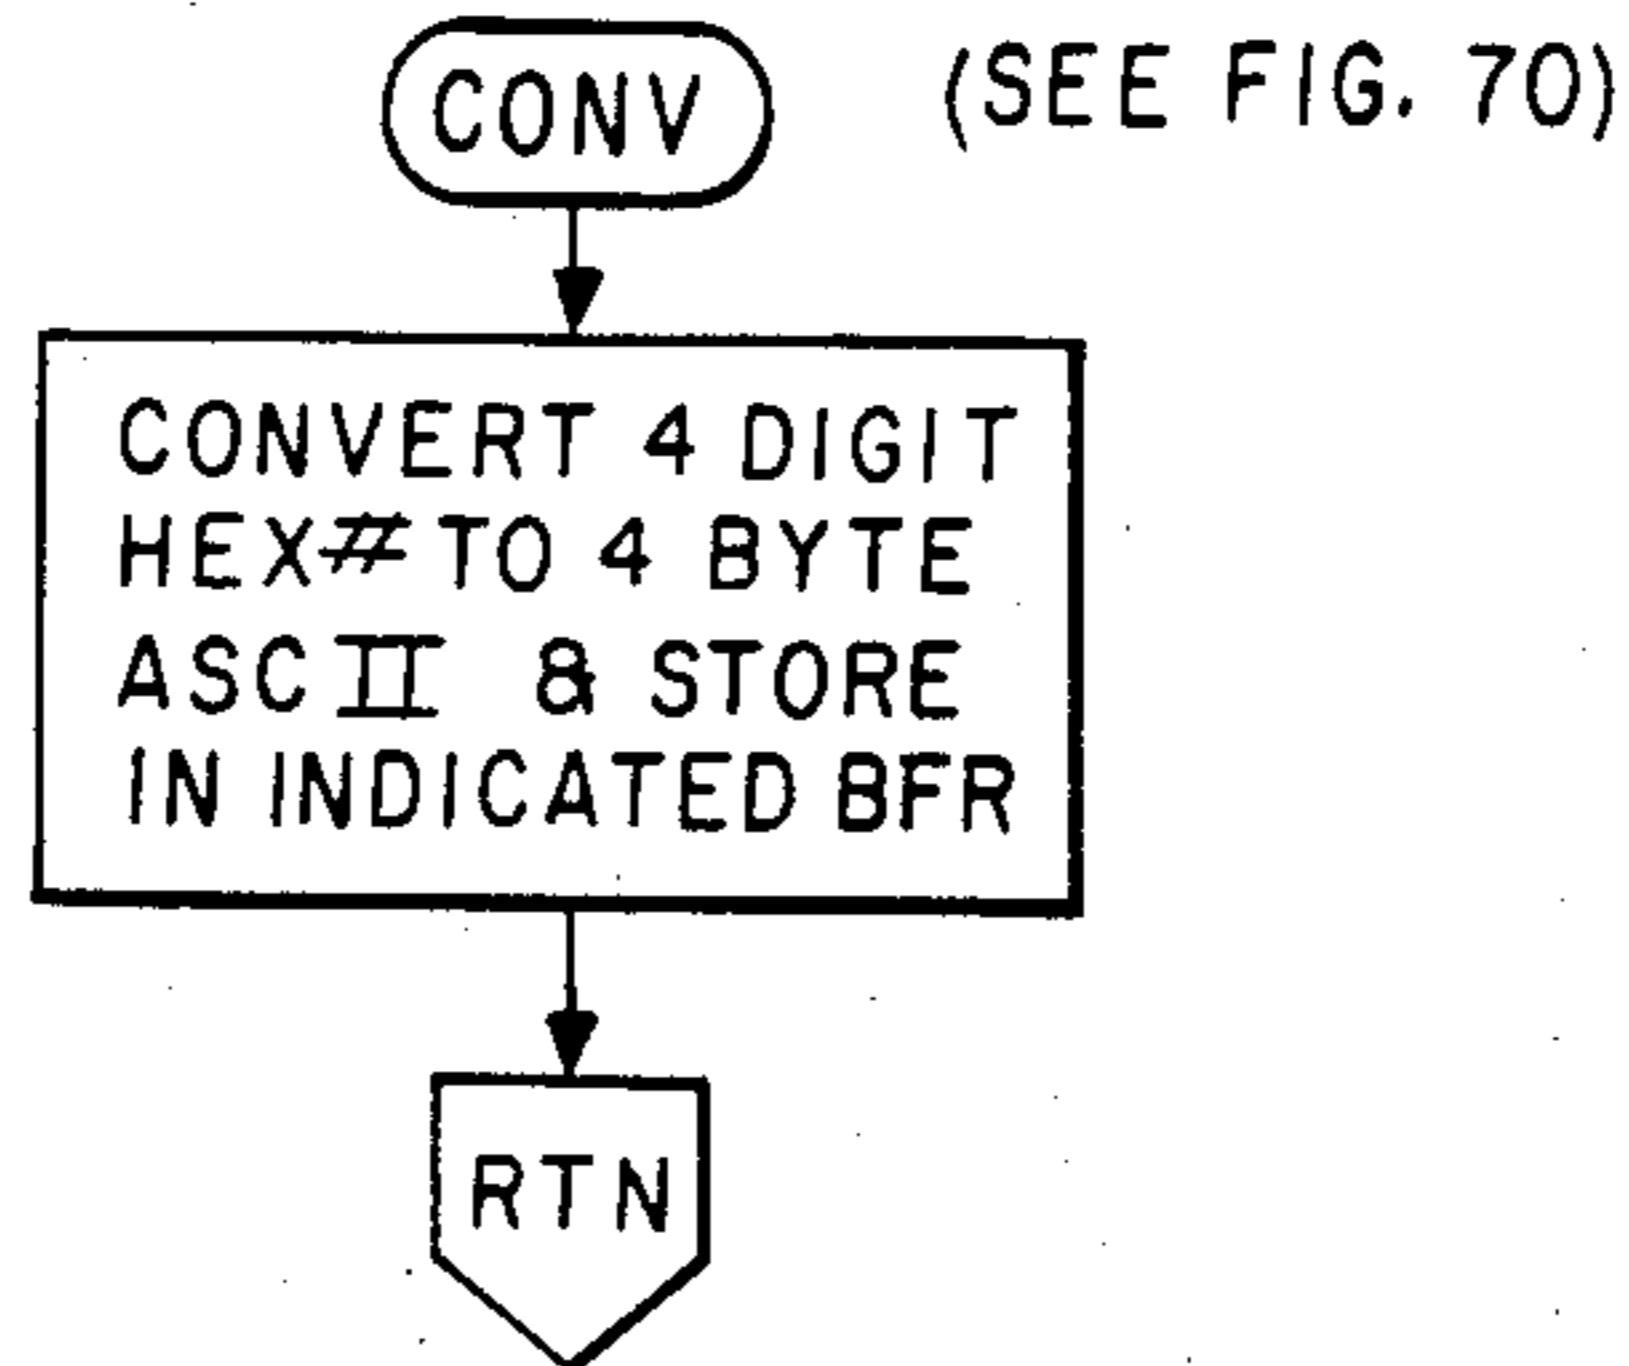 CONV (SEE FIG. 70)
CONVERT 4 DIGIT
HEX# TO 4 BYTE
ASCII & STORE
IN INDICATED BFR
RTN